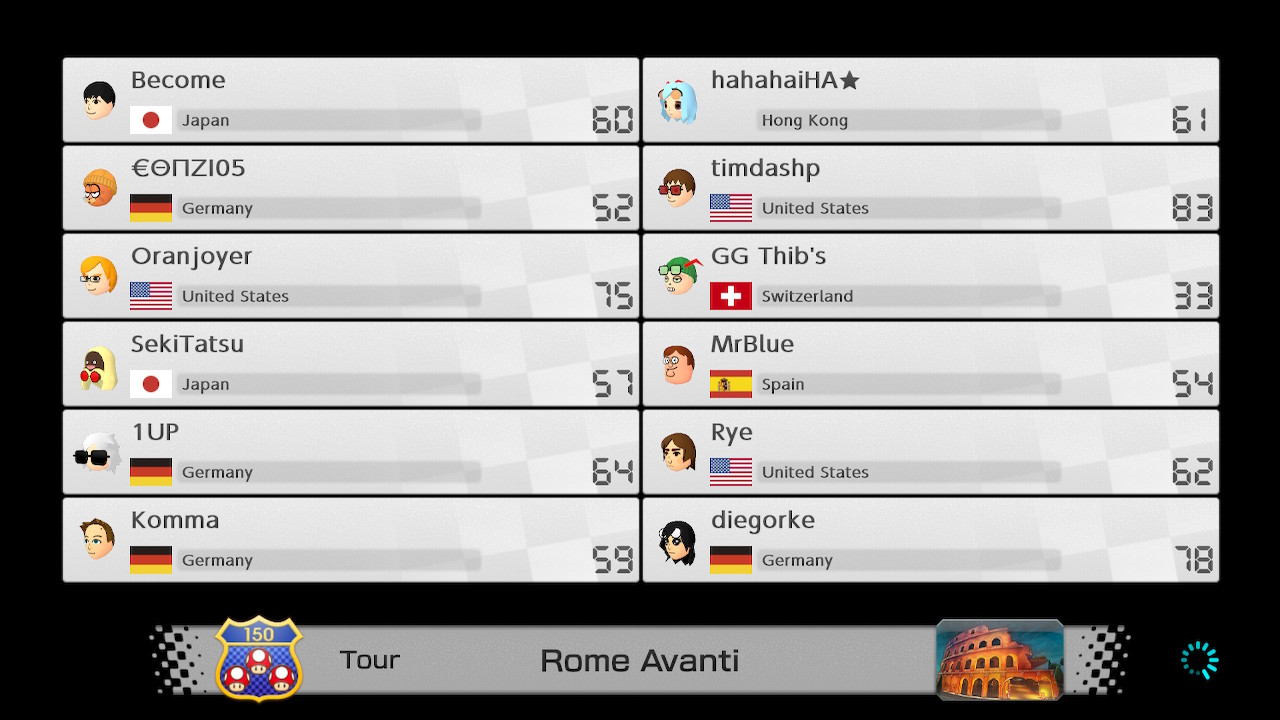 Become
Japan 60
hahahaiHA★
Hong Kong 61
€ΘΠΖΙ05
Germany 52
timdashp
United States 83
Oranjoyer
United States 75
GG Thib's
Switzerland 33
SekiTatsu
Japan 57
MrBlue
Spain 54
1UP
Germany 64
Rye
United States 62
Komma
Germany 59
diegorke
Germany 78
150
Tour Rome Avanti